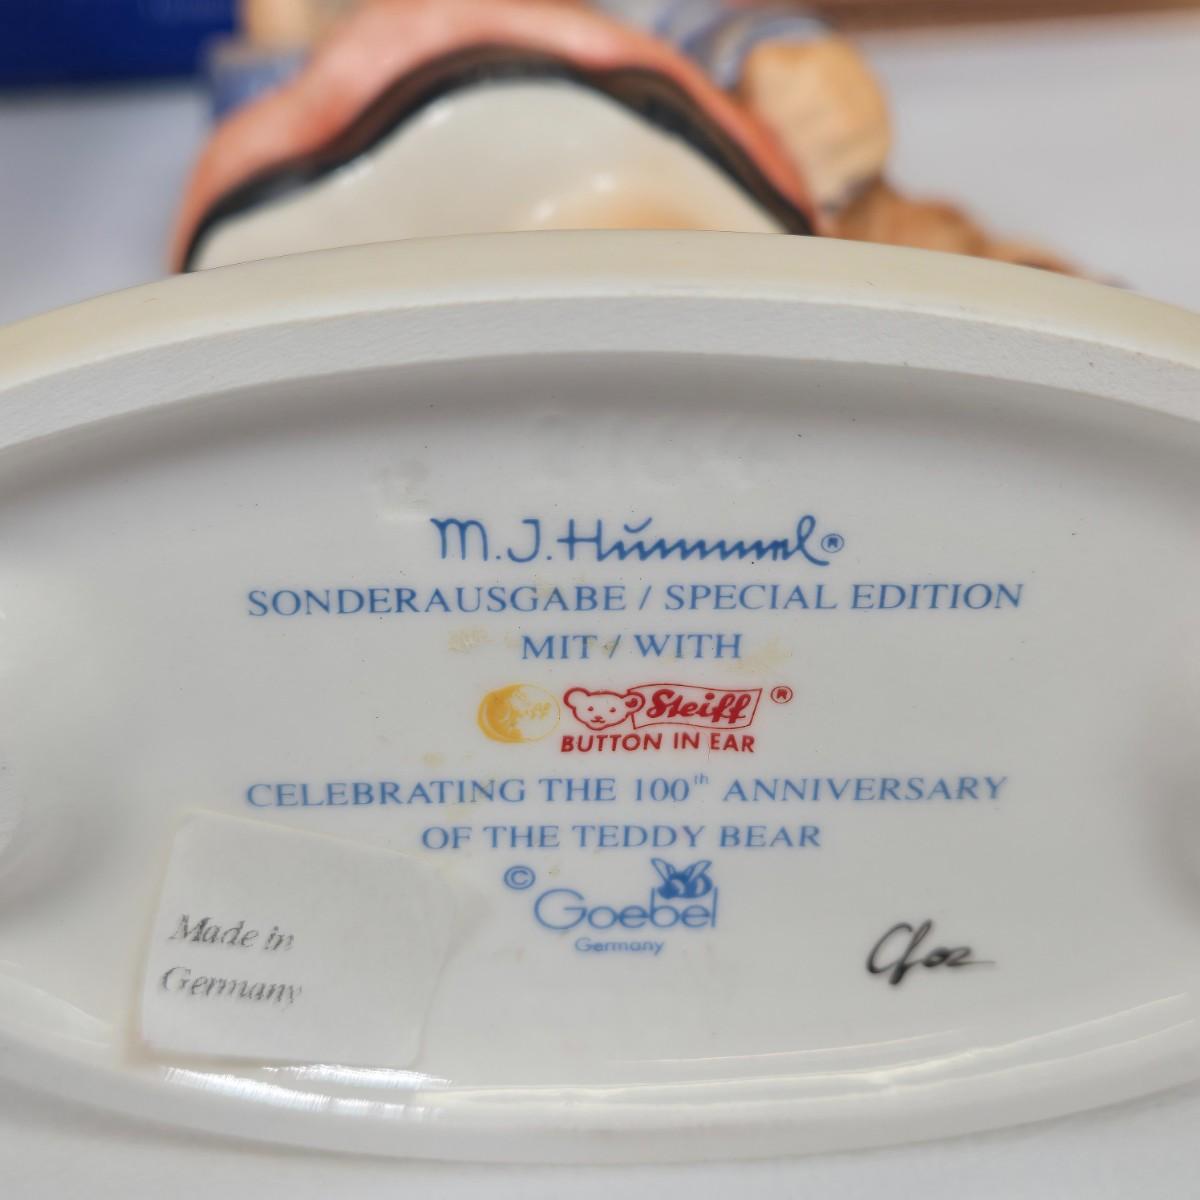 M.J. Hummel®
SONDERAUSGABE / SPECIAL EDITION
MIT / WITH
Steiff®
BUTTON IN EAR
CELEBRATING THE 100th ANNIVERSARY
OF THE TEDDY BEAR
© Goebel
Germany
Made in
Germany